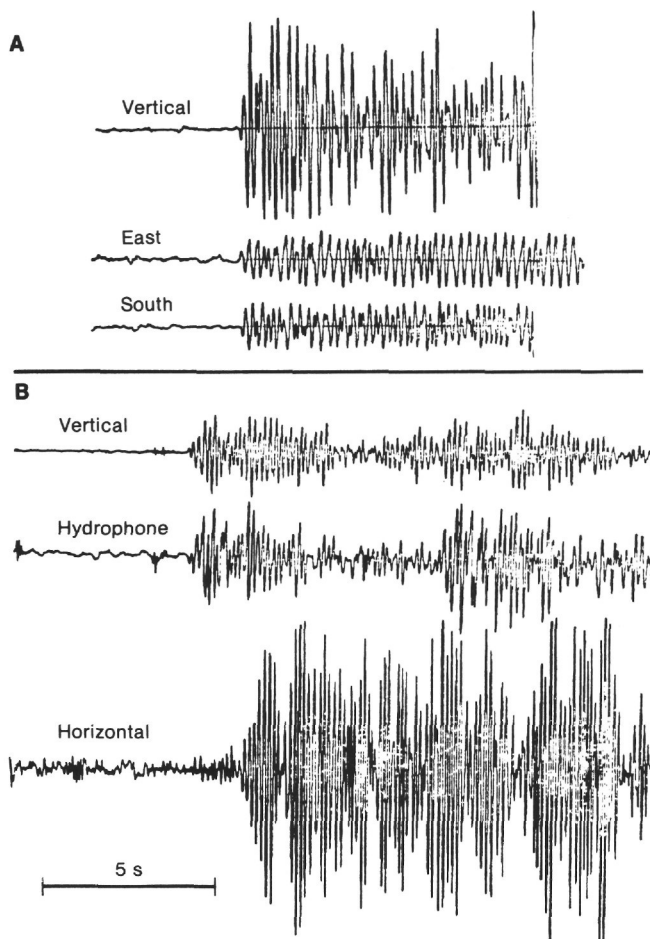 A
Vertical
East
South
B
Vertical
Hydrophone
Horizontal
5 s